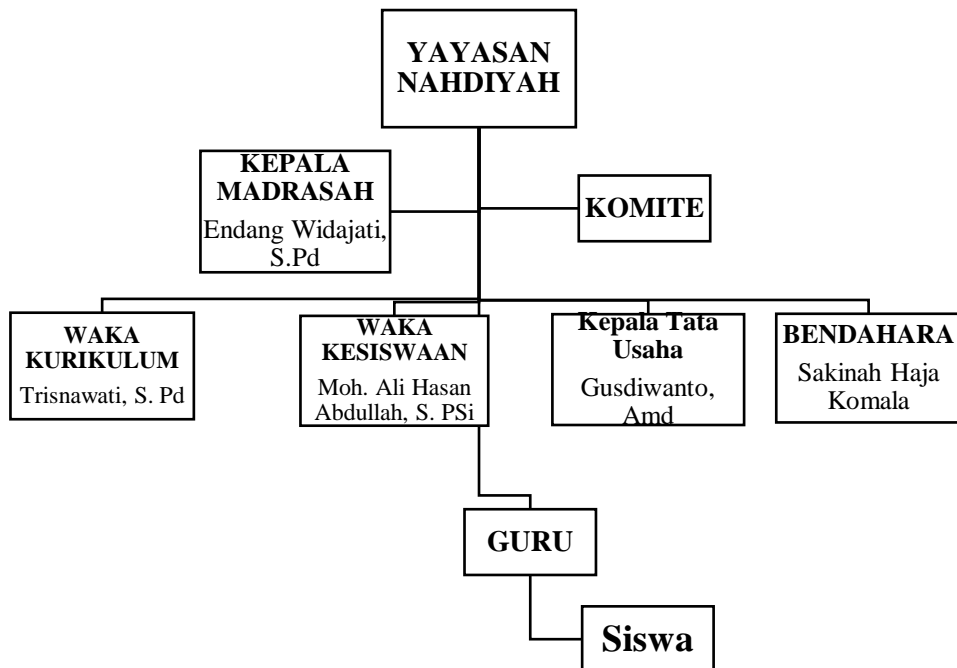 YAYASAN
NAHDIYAH
KEPALA
MADRASAH
Endang Widajati,
S.Pd
KOMITE
WAKA
KURIKULUM
Trisnawati, S. Pd
WAKA
KESISWAAN
Moh. Ali Hasan
Abdullah, S. PSi
Kepala Tata
Usaha
Gusdiwanto,
Amd
BENDAHARA
Sakinah Haja
Komala
GURU
Siswa